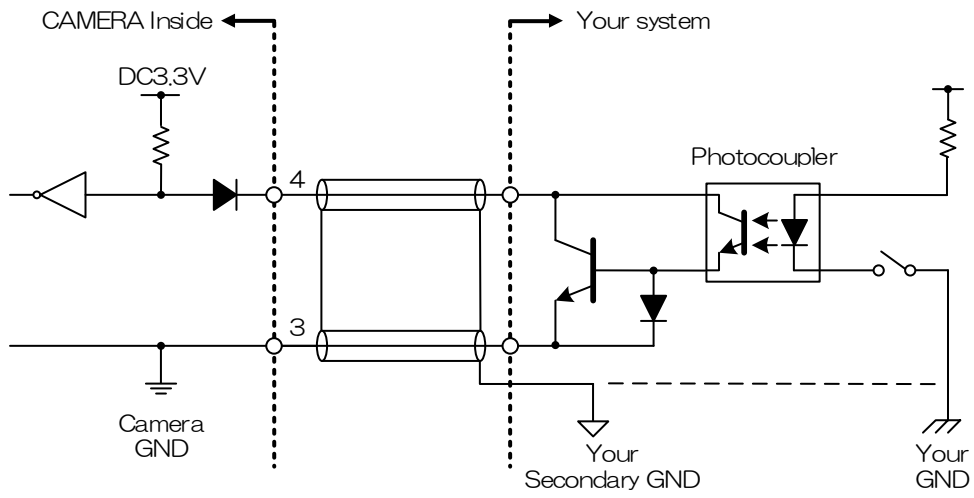 CAMERA Inside
Your system
DC3.3V
Photocoupler
4
3
Camera
GND
Your
Secondary GND
Your
GND